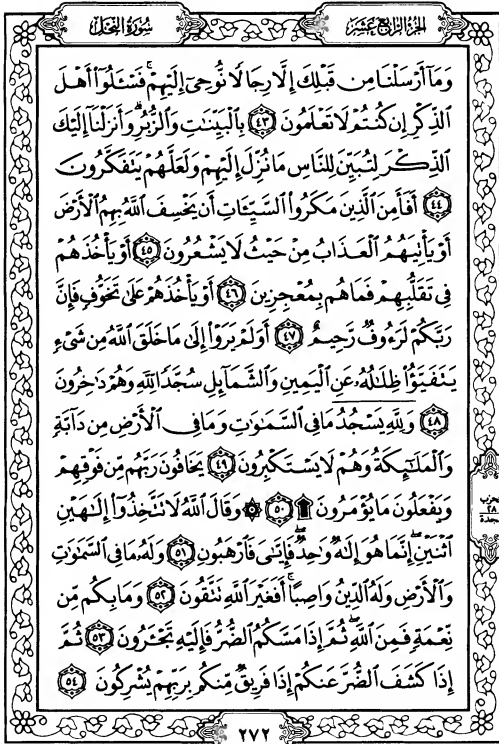 الجزء الرابع عشر
سورة النحل
وَمَآ أَرْسَلْنَا مِن قَبْلِكَ إِلَّا رِجَالًا نُّوحِىٓ إِلَيْهِمْ ۚ فَسْـَٔلُوٓا۟ أَهْلَ
ٱلذِّكْرِ إِن كُنتُمْ لَا تَعْلَمُونَ ٤٣ بِٱلْبَيِّنَـٰتِ وَٱلزُّبُرِ ۗ وَأَنزَلْنَآ إِلَيْكَ
ٱلذِّكْرَ لِتُبَيِّنَ لِلنَّاسِ مَا نُزِّلَ إِلَيْهِمْ وَلَعَلَّهُمْ يَتَفَكَّرُونَ
٤٤ أَفَأَمِنَ ٱلَّذِينَ مَكَرُوا۟ ٱلسَّيِّـَٔاتِ أَن يَخْسِفَ ٱللَّهُ بِهِمُ ٱلْأَرْضَ
أَوْ يَأْتِيَهُمُ ٱلْعَذَابُ مِنْ حَيْثُ لَا يَشْعُرُونَ ٤٥ أَوْ يَأْخُذَهُمْ
فِى تَقَلُّبِهِمْ فَمَا هُم بِمُعْجِزِينَ ٤٦ أَوْ يَأْخُذَهُمْ عَلَىٰ تَخَوُّفٍ فَإِنَّ
رَبَّكُمْ لَرَءُوفٌ رَّحِيمٌ ٤٧ أَوَلَمْ يَرَوْا۟ إِلَىٰ مَا خَلَقَ ٱللَّهُ مِن شَىْءٍ
يَتَفَيَّؤُا۟ ظِلَـٰلُهُۥ عَنِ ٱلْيَمِينِ وَٱلشَّمَآئِلِ سُجَّدًا لِّلَّهِ وَهُمْ دَٰخِرُونَ
٤٨ وَلِلَّهِ يَسْجُدُ مَا فِى ٱلسَّمَـٰوَٰتِ وَمَا فِى ٱلْأَرْضِ مِن دَآبَّةٍ
وَٱلْمَلَـٰٓئِكَةُ وَهُمْ لَا يَسْتَكْبِرُونَ ٤٩ يَخَافُونَ رَبَّهُم مِّن فَوْقِهِمْ
وَيَفْعَلُونَ مَا يُؤْمَرُونَ ۩ ٥٠ ۞ وَقَالَ ٱللَّهُ لَا تَتَّخِذُوٓا۟ إِلَـٰهَيْنِ
ٱثْنَيْنِ ۖ إِنَّمَا هُوَ إِلَـٰهٌ وَٰحِدٌ ۖ فَإِيَّـٰىَ فَٱرْهَبُونِ ٥١ وَلَهُۥ مَا فِى ٱلسَّمَـٰوَٰتِ
وَٱلْأَرْضِ وَلَهُ ٱلدِّينُ وَاصِبًا ۚ أَفَغَيْرَ ٱللَّهِ تَتَّقُونَ ٥٢ وَمَا بِكُم مِّن
نِّعْمَةٍ فَمِنَ ٱللَّهِ ۖ ثُمَّ إِذَا مَسَّكُمُ ٱلضُّرُّ فَإِلَيْهِ تَجْـَٔرُونَ ٥٣ ثُمَّ
إِذَا كَشَفَ ٱلضُّرَّ عَنكُمْ إِذَا فَرِيقٌ مِّنكُم بِرَبِّهِمْ يُشْرِكُونَ ٥٤
٢٧٢